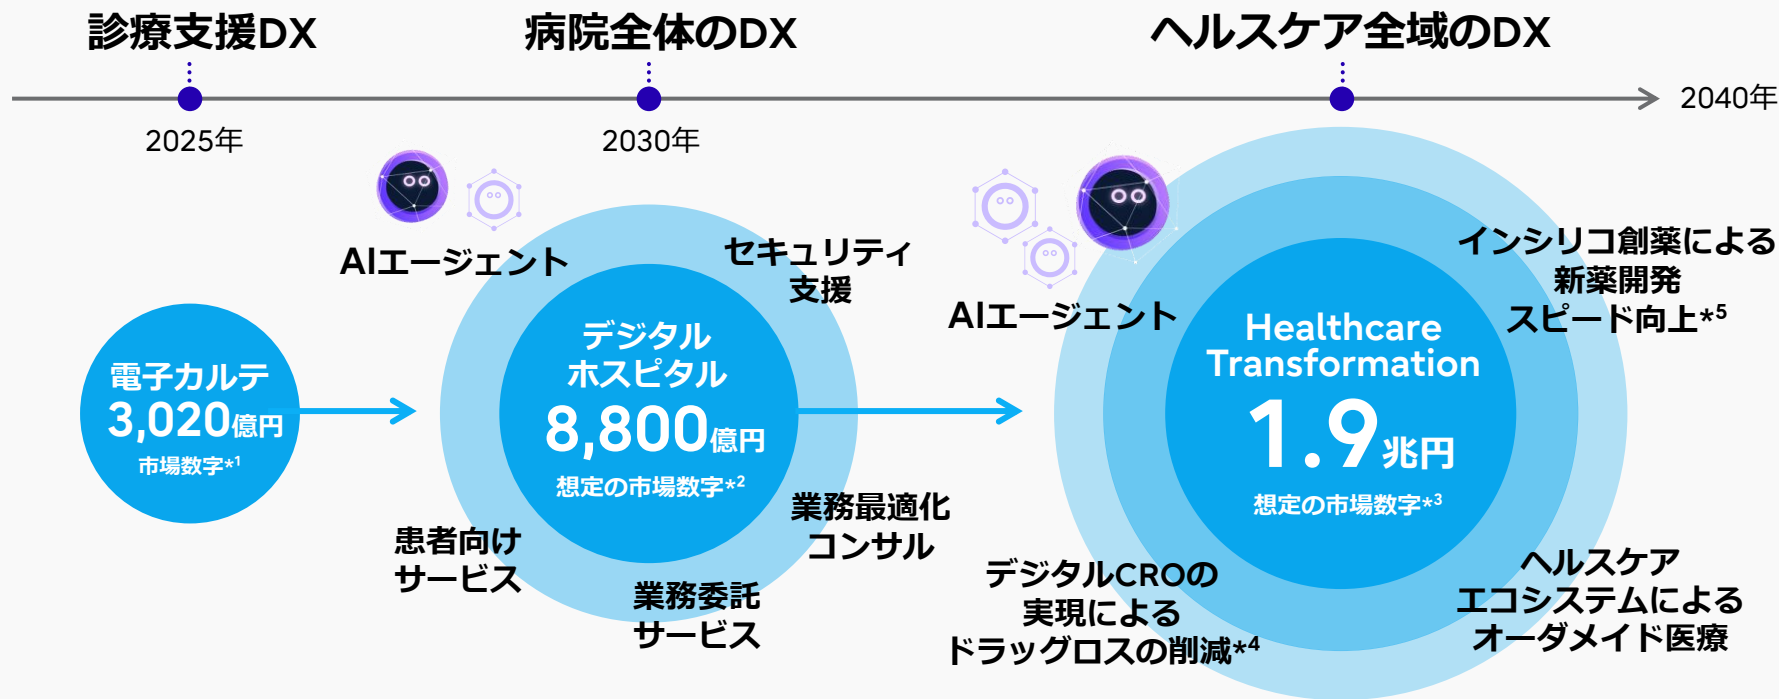 診療支援DX
病院全体のDX
ヘルスケア全域のDX
2025年
2030年
2040年
電子カルテ
3,020億円
市場数字*1
AIエージェント
セキュリティ
支援
デジタル
ホスピタル
8,800億円
想定の市場数字*2
患者向け
サービス
業務委託
サービス
業務最適化
コンサル
AIエージェント
インシリコ創薬による
新薬開発
スピード向上*5
Healthcare
Transformation
1.9兆円
想定の市場数字*3
デジタルCROの
実現による
ドラッグロスの削減*4
ヘルスケア
エコシステムによる
オーダメイド医療